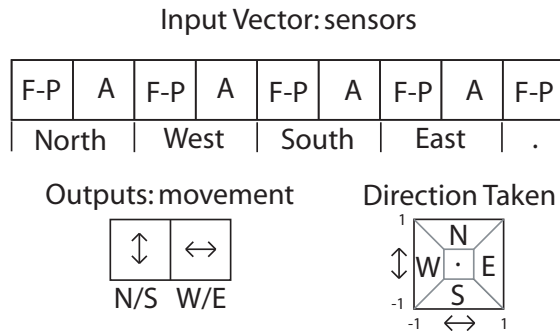 Input Vector: sensors
F-P A F-P A F-P A F-P A F-P
North West South East .
Outputs: movement Direction Taken
N/S W/E
1
N
W . E
S
-1
-1 1